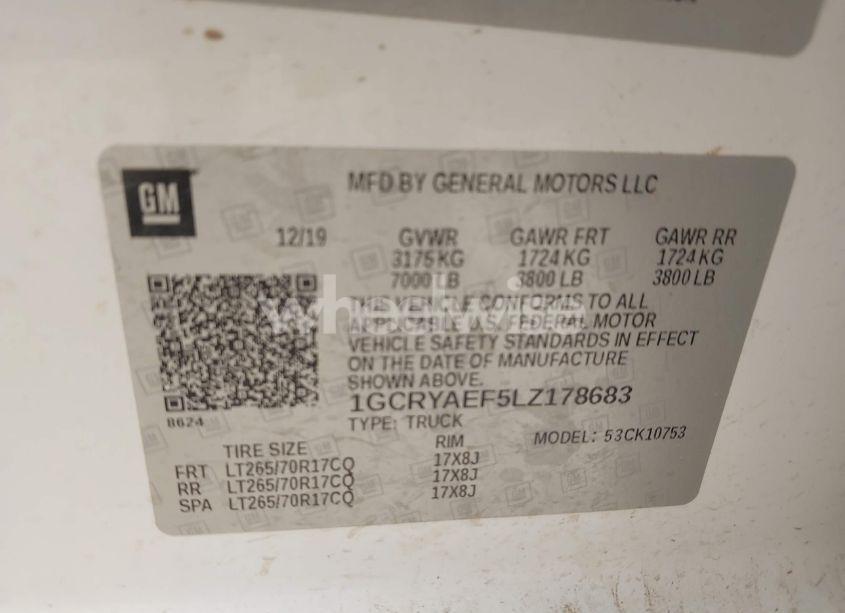 GM
MFD BY GENERAL MOTORS LLC
12/19 GVWR GAWR FRT GAWR RR
3175 KG 1724 KG 1724 KG
7000 LB 3800 LB 3800 LB
THIS VEHICLE CONFORMS TO ALL
APPLICABLE U.S. FEDERAL MOTOR
VEHICLE SAFETY STANDARDS IN EFFECT
ON THE DATE OF MANUFACTURE
SHOWN ABOVE.
1GCRYAEF5LZ178683
8624
TYPE: TRUCK
MODEL: 53CK10753
TIRE SIZE RIM
FRT LT265/70R17CQ 17X8J
RR LT265/70R17CQ 17X8J
SPA LT265/70R17CQ 17X8J